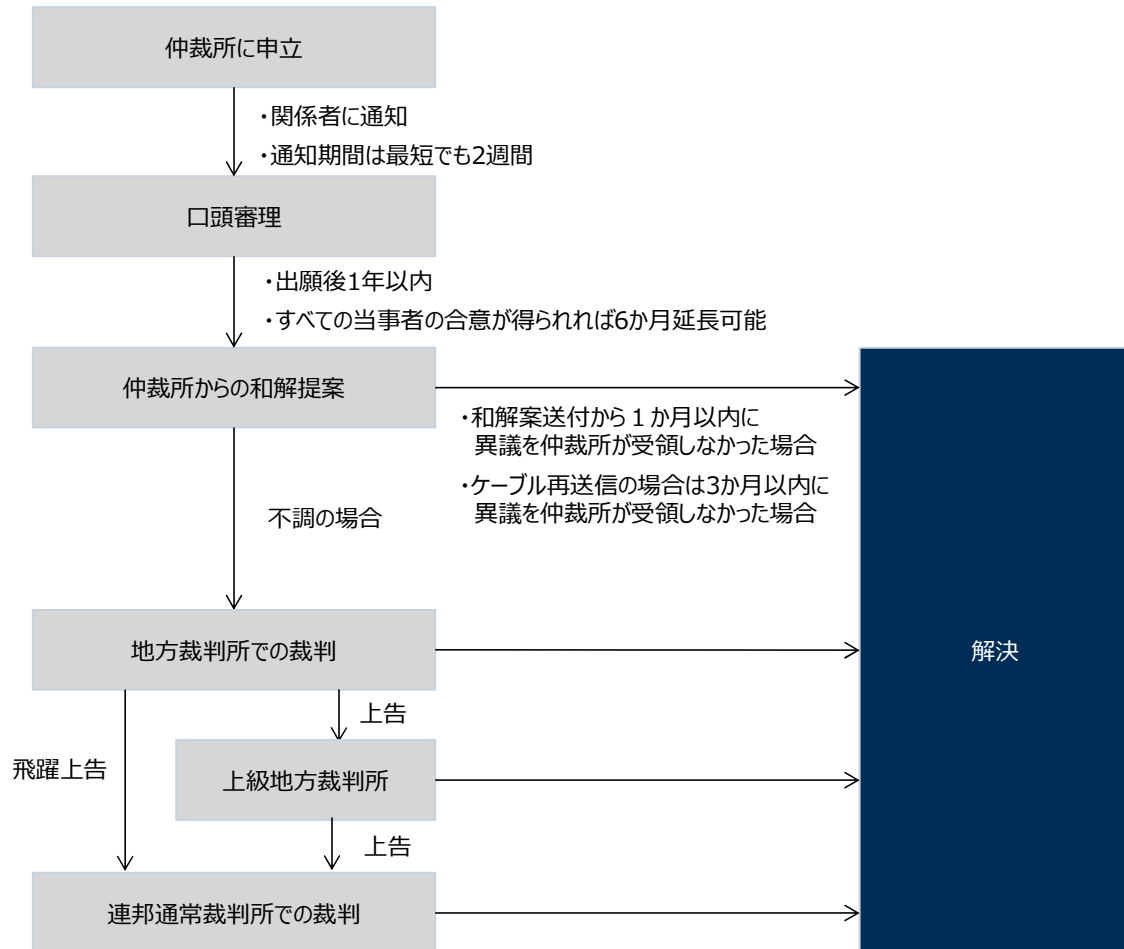 仲裁所に申立
・関係者に通知
・通知期間は最短でも2週間
口頭審理
・出願後1年以内
・すべての当事者の合意が得られれば6か月延長可能
仲裁所からの和解提案
・和解案送付から１か月以内に
異議を仲裁所が受領しなかった場合
・ケーブル再送信の場合は3か月以内に
異議を仲裁所が受領しなかった場合
不調の場合
地方裁判所での裁判
解決
上告
飛躍上告
上級地方裁判所
上告
連邦通常裁判所での裁判